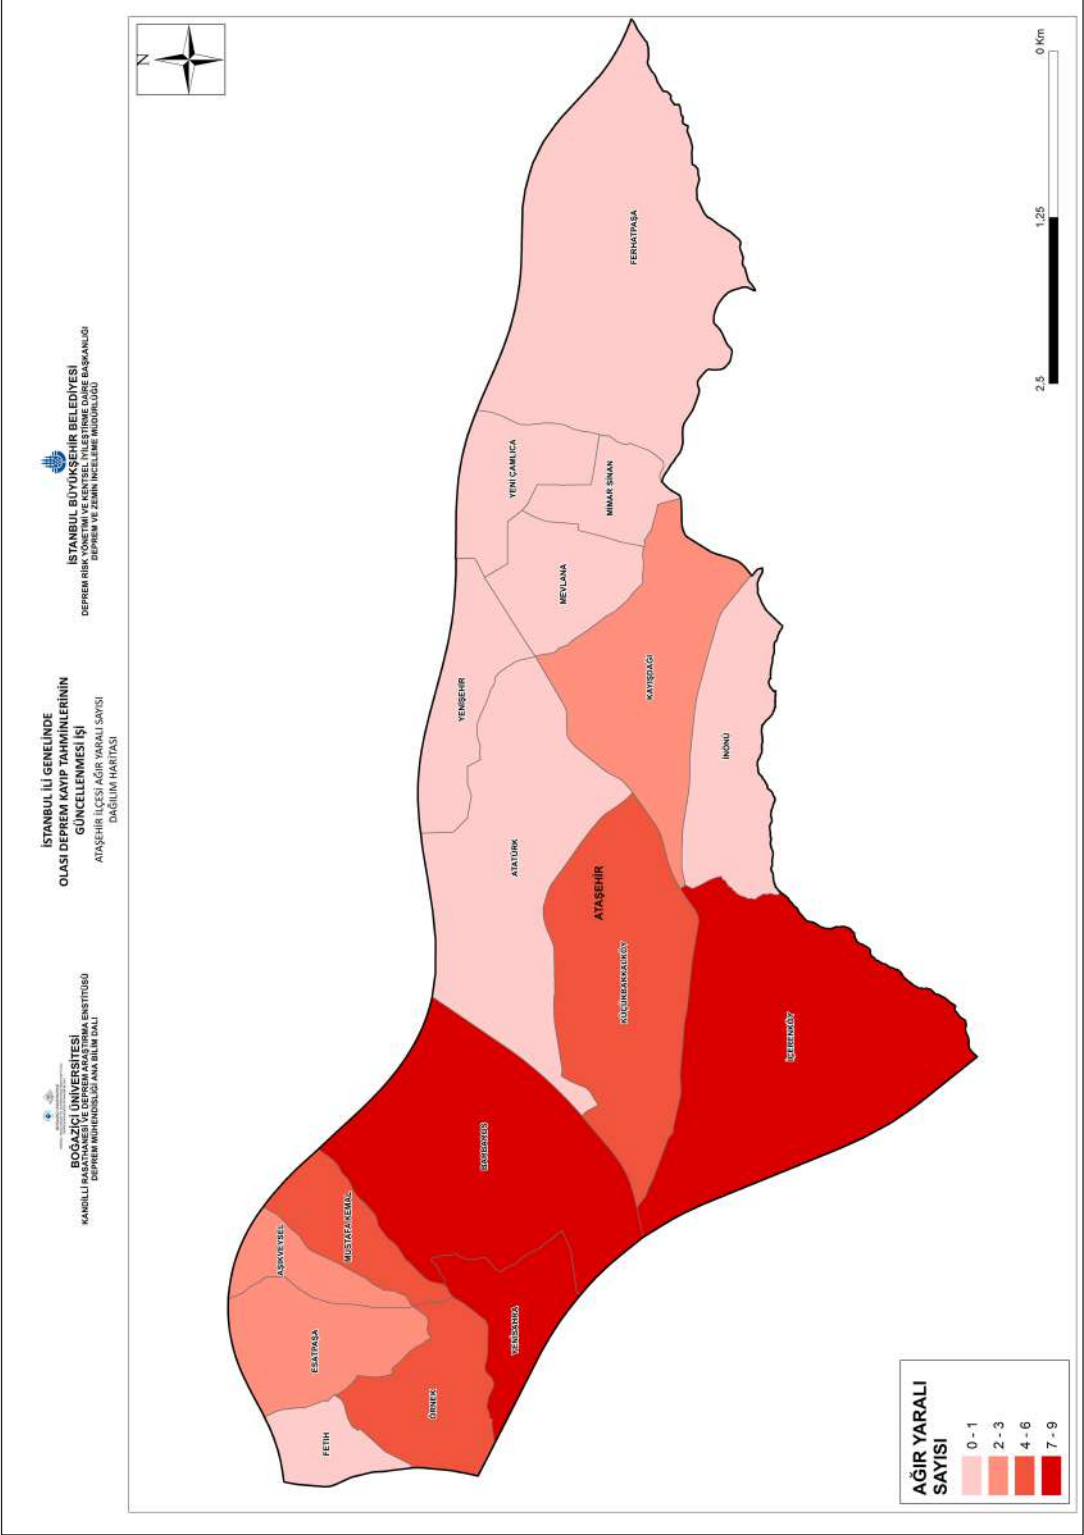 BOĞAZİÇİ ÜNİVERSİTESİ
KANDİLLİ RASATHANESİ VE DEPREM ARAŞTIRMA ENSTİTÜSÜ
DEPREM MÜHENDİSLİĞİ ANA BİLİM DALI
İSTANBUL İLİ GENELİNDE
OLASI DEPREM KAYIP TAHMİNLERİNİN
GÜNCELLENMESİ İŞİ
ATAŞEHİR İLÇESİ AĞIR YARALI SAYISI
DAĞILIM HARİTASI
İSTANBUL BÜYÜKŞEHİR BELEDİYESİ
DEPREM RİSK YÖNETİMİ VE KENTSEL İYİLEŞTİRME DAİRE BAŞKANLIĞI
DEPREM VE ZEMİN İNCELEME MÜDÜRLÜĞÜ
N
FETİH
ESATPAŞA
AŞIKVEYSEL
MUSTAFA KEMAL
ÖRNEK
YENİSAHRA
BARBAROS
ATATÜRK
YENİŞEHİR
ATAŞEHİR
KÜÇÜKBAKKALKÖY
İÇERENKÖY
KAYIŞDAĞI
İNÖNÜ
MEVLANA
YENİ ÇAMLICA
MİMAR SİNAN
FERHATPAŞA
AĞIR YARALI
SAYISI
0 - 1
2 - 3
4 - 6
7 - 9
2,5 1,25 0 Km